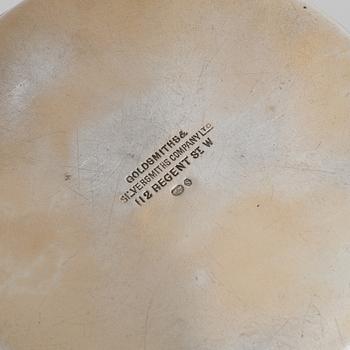 GOLDSMITHS &
SILVERSMITHS COMPANY LTD
112 REGENT ST. W